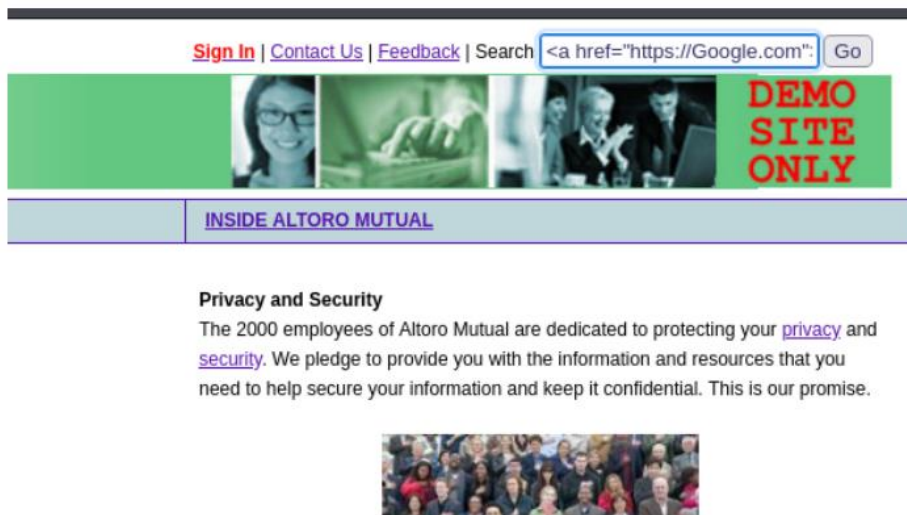 Sign In | Contact Us | Feedback | Search <a href="https://Google.com": Go
DEMO
SITE
ONLY
INSIDE ALTORO MUTUAL
Privacy and Security
The 2000 employees of Altoro Mutual are dedicated to protecting your privacy and
security. We pledge to provide you with the information and resources that you
need to help secure your information and keep it confidential. This is our promise.